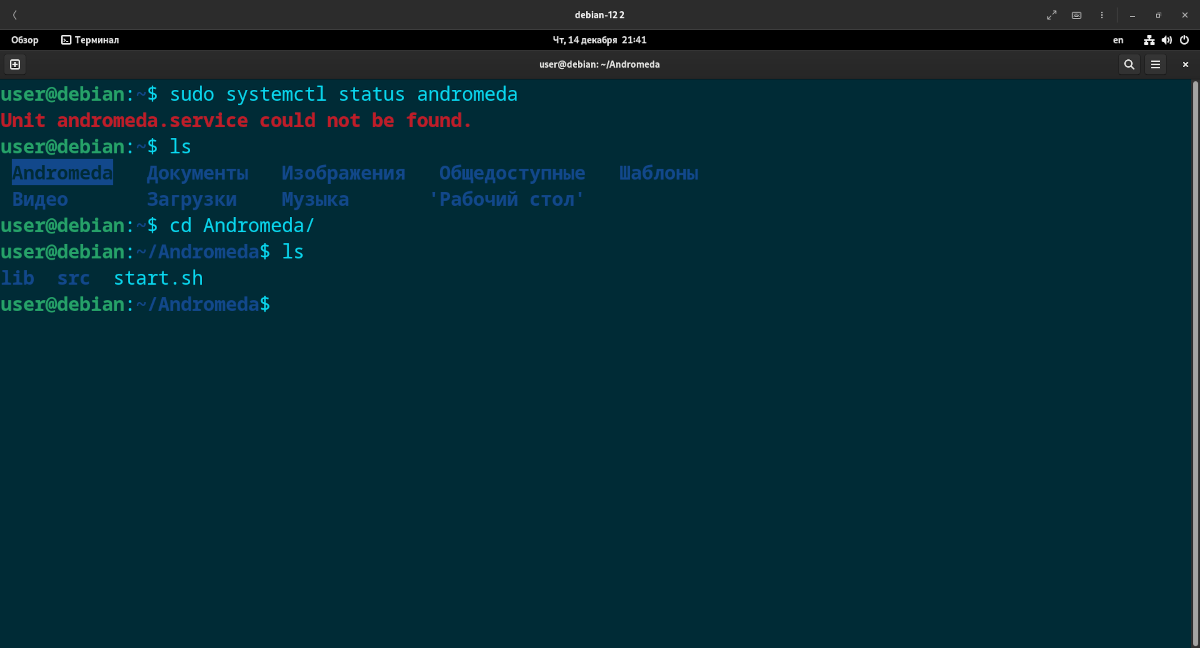 debian-12 2
Обзор Терминал Чт, 14 декабря 21:41 en
user@debian: ~/Andromeda
user@debian:~$ sudo systemctl status andromeda
Unit andromeda.service could not be found.
user@debian:~$ ls
Andromeda Документы Изображения Общедоступные Шаблоны
Видео Загрузки Музыка 'Рабочий стол'
user@debian:~$ cd Andromeda/
user@debian:~/Andromeda$ ls
lib src start.sh
user@debian:~/Andromeda$